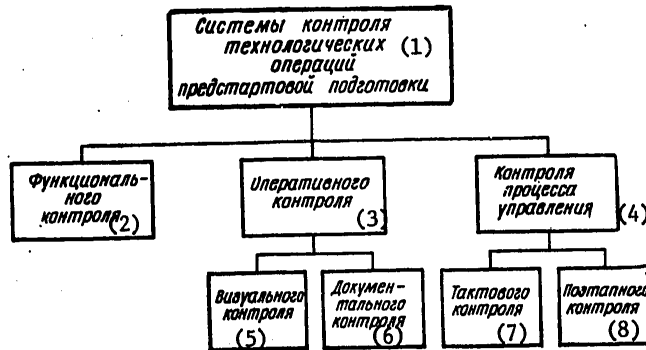 Системы контроля
технологических (1)
операций
предстартовой подготовки
Функциональ-
ного
контроля (2)
Оперативного
контроля
(3)
Контроля
процесса
управления (4)
Визуального
контроля
(5)
Докумен-
тального
контроля
(6)
Тактового
контроля
(7)
Поэтапного
контроля
(8)